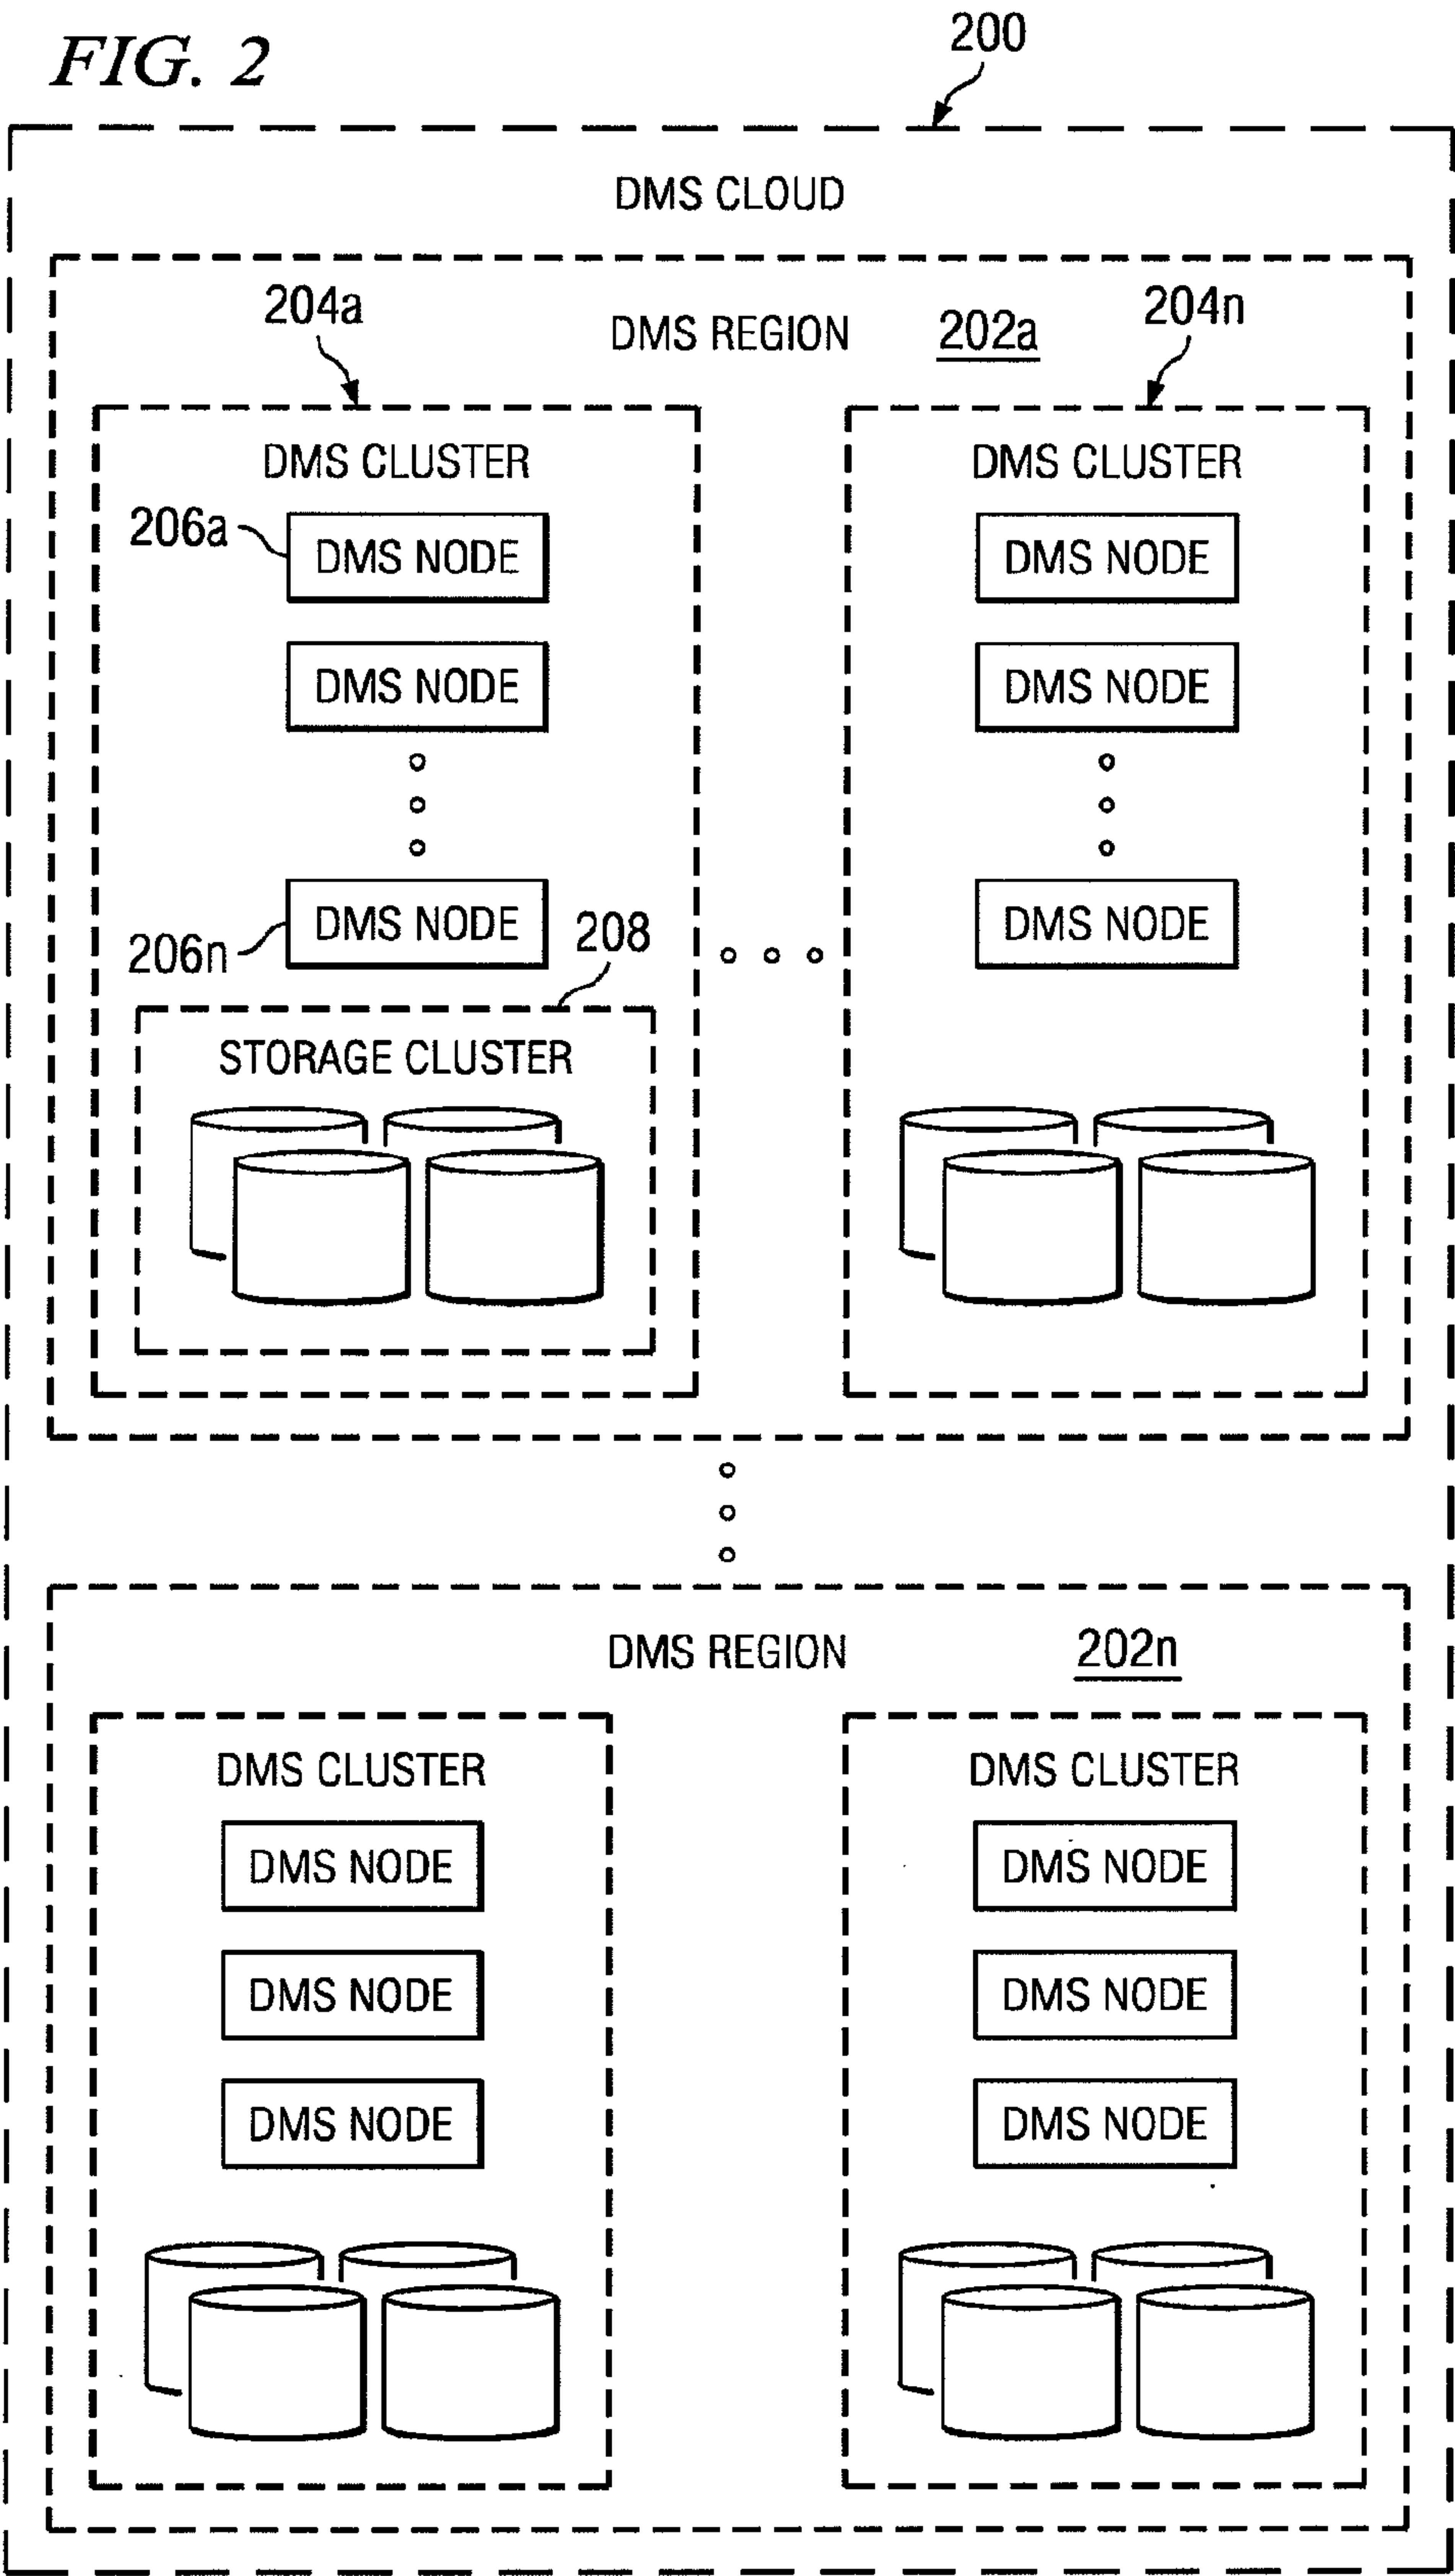 FIG. 2
200
DMS CLOUD
204a
DMS REGION 202a
204n
DMS CLUSTER
206a
DMS NODE
DMS NODE
DMS NODE
206n
208
STORAGE CLUSTER
DMS CLUSTER
DMS NODE
DMS NODE
DMS NODE
DMS REGION 202n
DMS CLUSTER
DMS NODE
DMS NODE
DMS NODE
DMS CLUSTER
DMS NODE
DMS NODE
DMS NODE